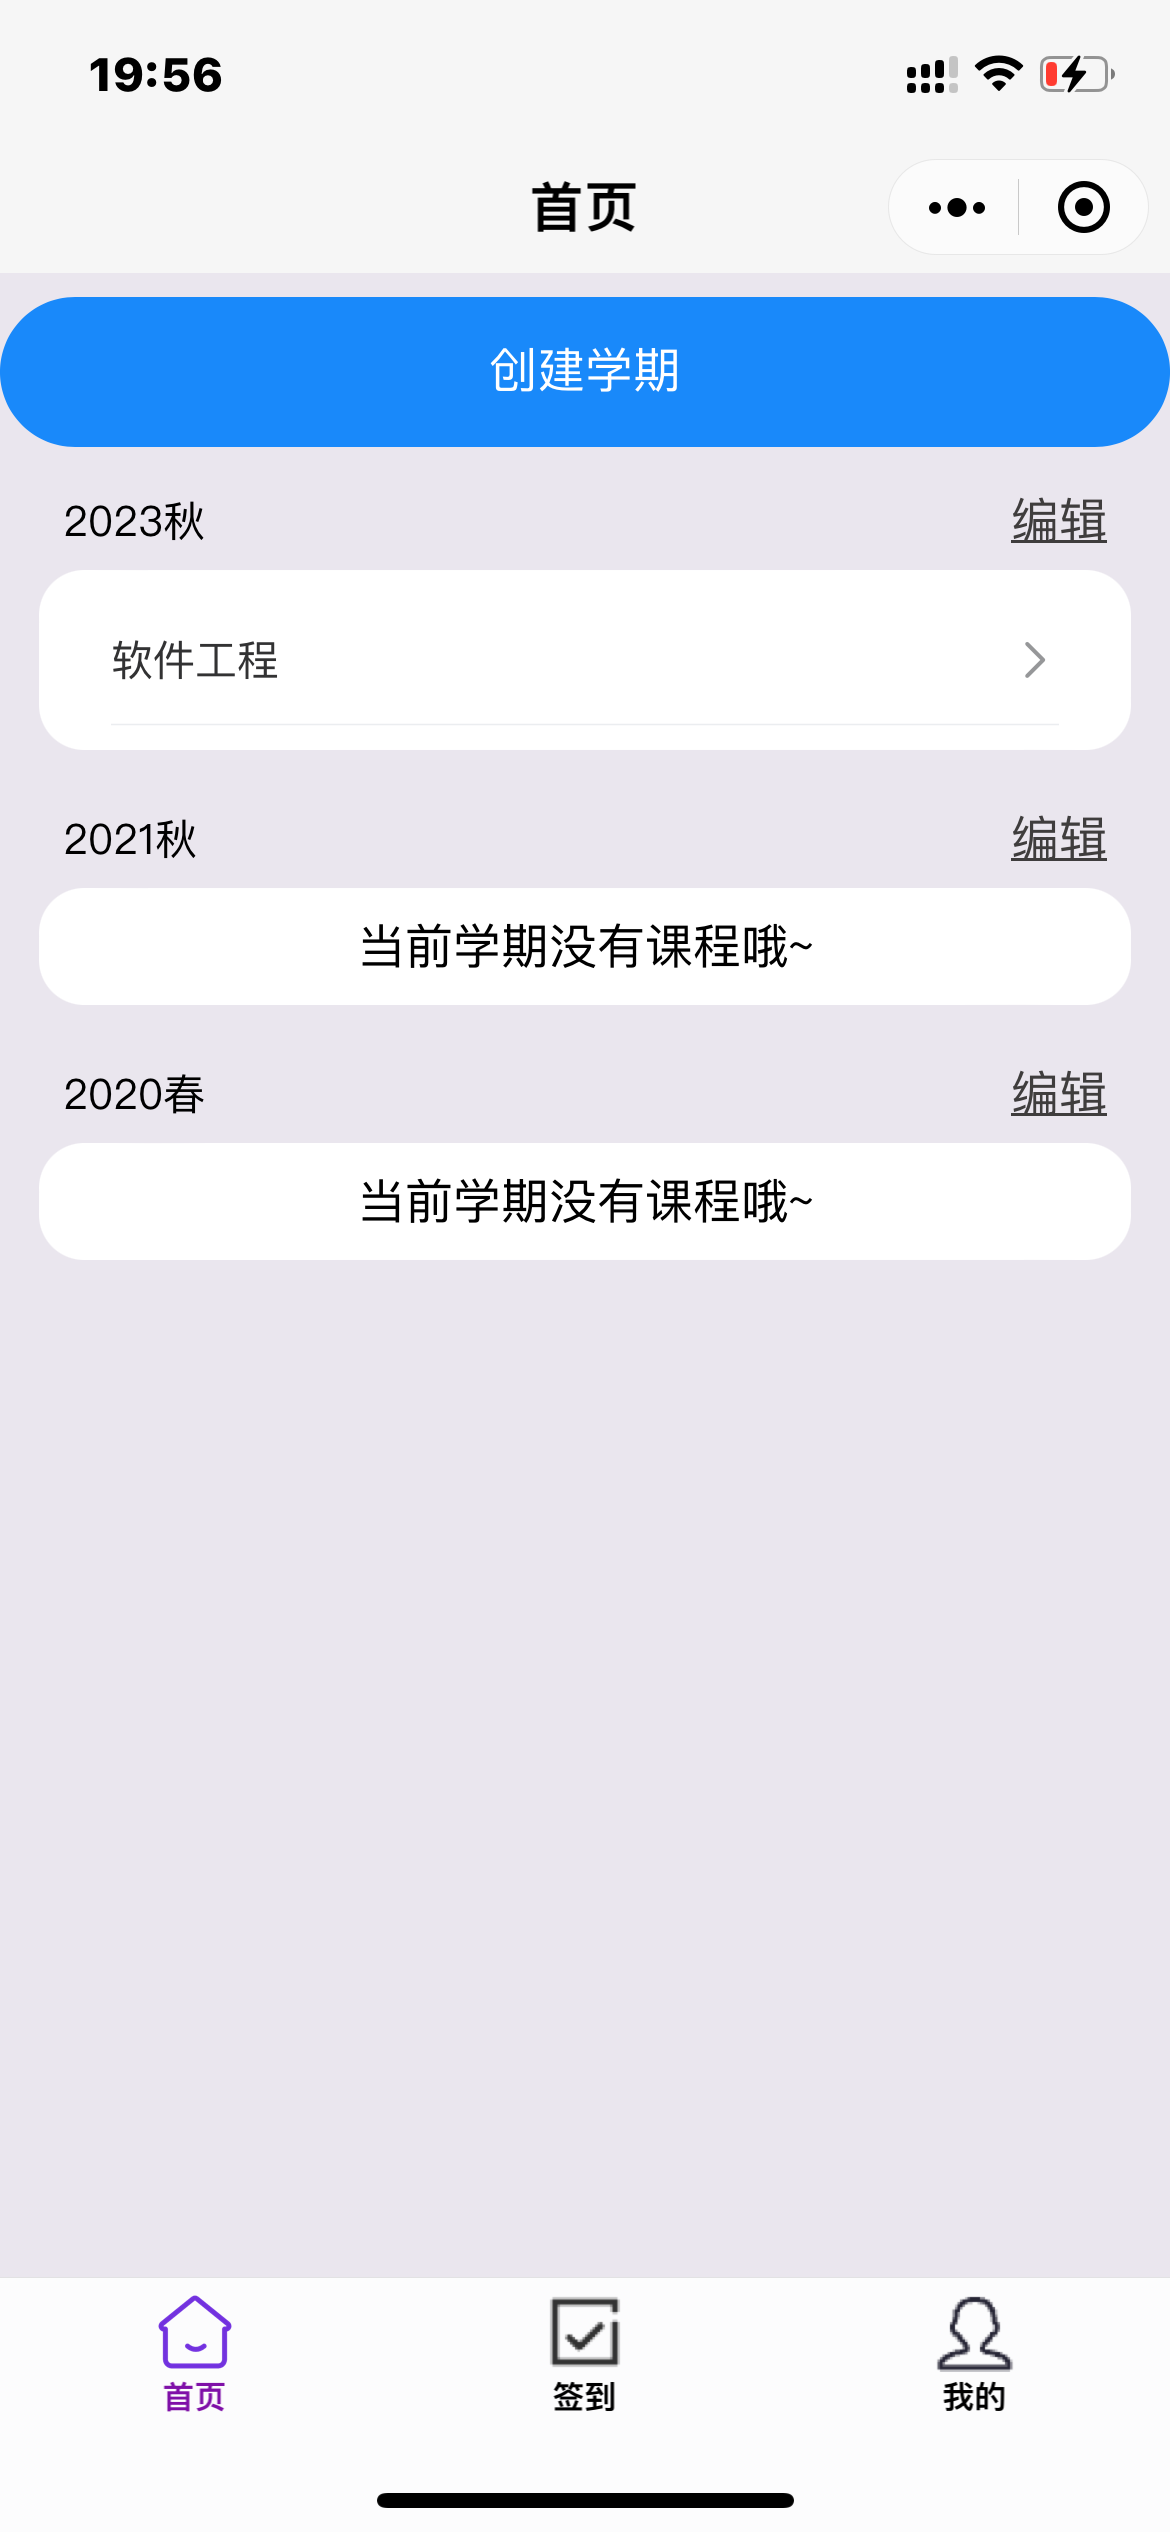 19:56
首页
创建学期
2023秋 编辑
软件工程
2021秋 编辑
当前学期没有课程哦~
2020春 编辑
当前学期没有课程哦~
首页 签到 我的